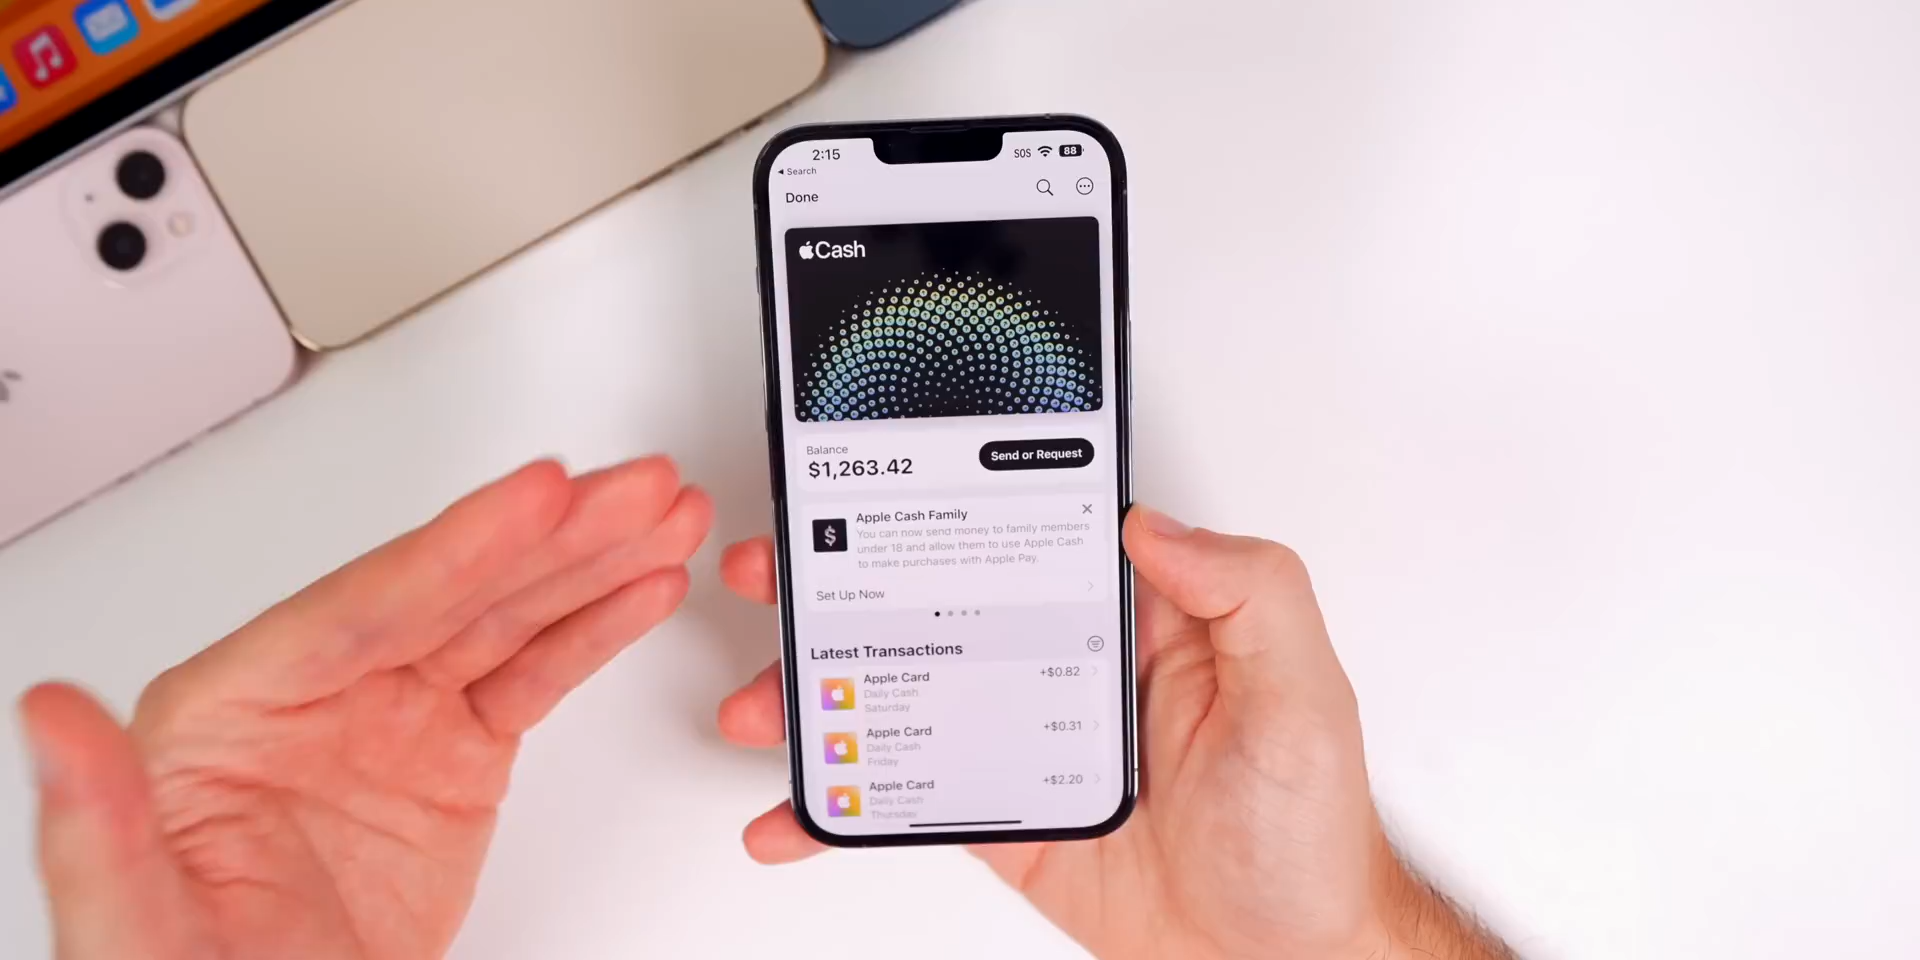 2:15
SOS
88
◀ Search
Done
Cash
Balance
$1,263.42
Send or Request
Apple Cash Family
You can now send money to family members
under 18 and allow them to use Apple Cash
to make purchases with Apple Pay.
Set Up Now
Latest Transactions
Apple Card
+$0.82
Daily Cash
Saturday
Apple Card
+$0.31
Daily Cash
Friday
Apple Card
+$2.20
Daily Cash
Thursday